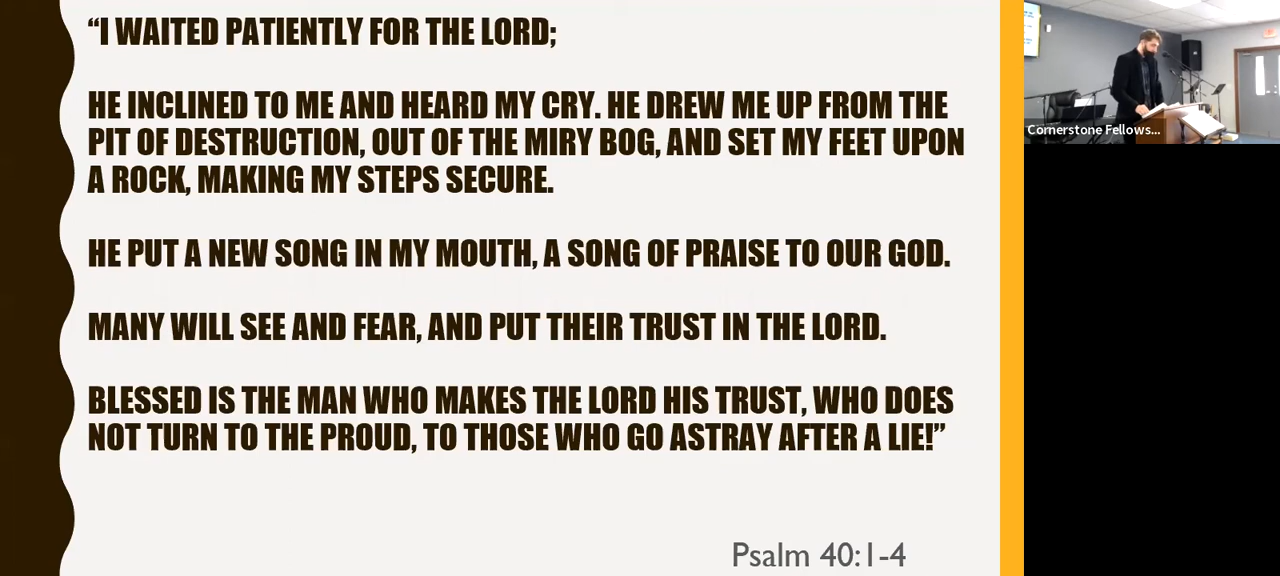 “I WAITED PATIENTLY FOR THE LORD;
HE INCLINED TO ME AND HEARD MY CRY. HE DREW ME UP FROM THE
PIT OF DESTRUCTION, OUT OF THE MIRY BOG, AND SET MY FEET UPON
A ROCK, MAKING MY STEPS SECURE.
HE PUT A NEW SONG IN MY MOUTH, A SONG OF PRAISE TO OUR GOD.
MANY WILL SEE AND FEAR, AND PUT THEIR TRUST IN THE LORD.
BLESSED IS THE MAN WHO MAKES THE LORD HIS TRUST, WHO DOES
NOT TURN TO THE PROUD, TO THOSE WHO GO ASTRAY AFTER A LIE!”
Psalm 40:1-4
Cornerstone Fellows...